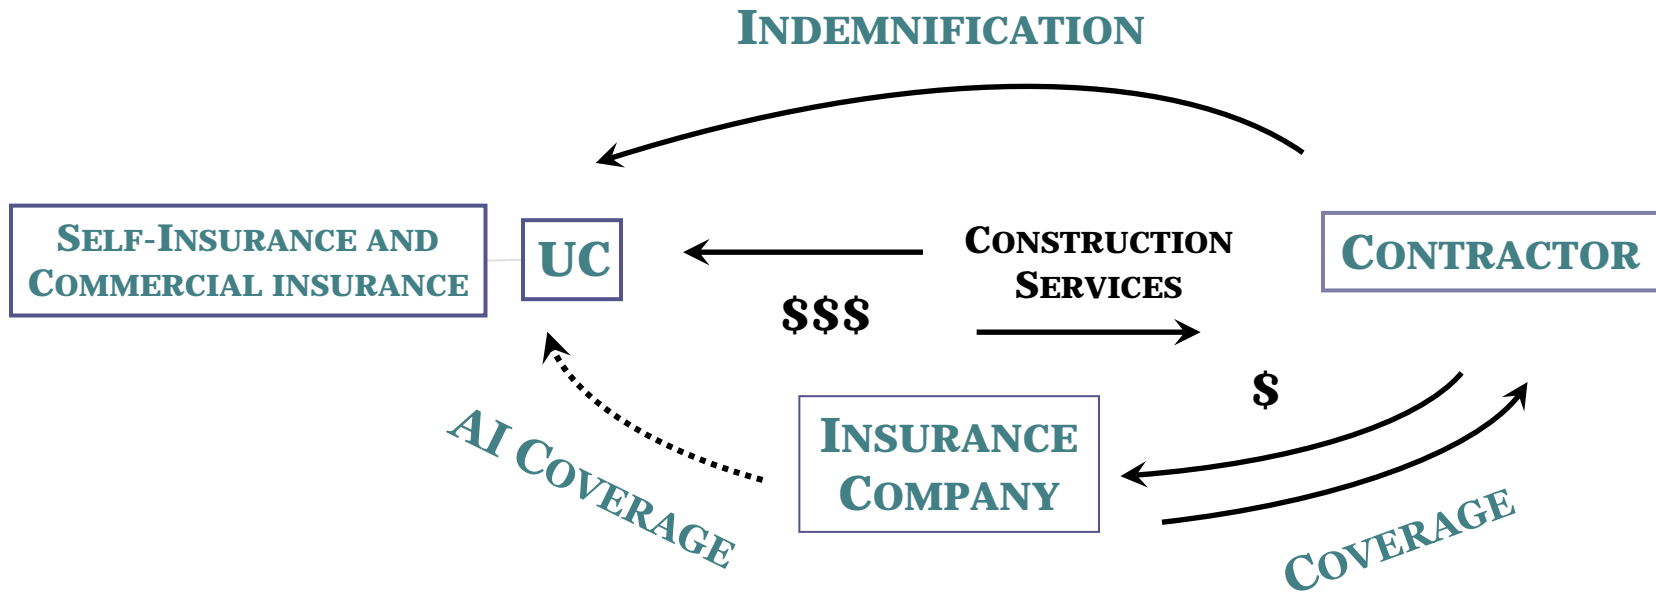 INDEMNIFICATION
SELF-INSURANCE AND
COMMERCIAL INSURANCE
UC
CONSTRUCTION
SERVICES
CONTRACTOR
$$$
$
INSURANCE
COMPANY
AI COVERAGE
COVERAGE